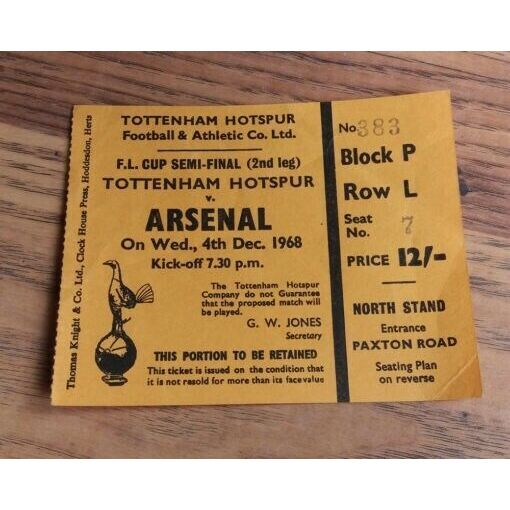 Thomas Knight & Co. Ltd., Clock House Press, Hoddesdon, Herts
TOTTENHAM HOTSPUR
Football & Athletic Co. Ltd.
F.L. CUP SEMI-FINAL (2nd leg)
TOTTENHAM HOTSPUR
v.
ARSENAL
On Wed., 4th Dec. 1968
Kick-off 7.30 p.m.
The Tottenham Hotspur
Company do not Guarantee
that the proposed match will
be played.
G. W. JONES
Secretary
THIS PORTION TO BE RETAINED
This ticket is issued on the condition that
it is not resold for more than its face value
No 383
Block P
Row L
Seat
No. 7
PRICE 12/-
NORTH STAND
Entrance
PAXTON ROAD
Seating Plan
on reverse